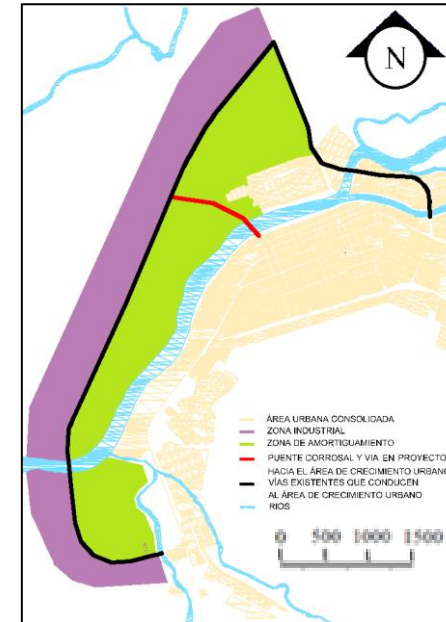 N
ÁREA URBANA CONSOLIDADA
ZONA INDUSTRIAL
ZONA DE AMORTIGUAMIENTO
PUENTE CORROSAL Y VIA EN PROYECTO
HACIA EL ÁREA DE CRECIMIENTO URBANO
VÍAS EXISTENTES QUE CONDUCEN
AL ÁREA DE CRECIMIENTO URBANO
RIOS
0 500 1000 1500